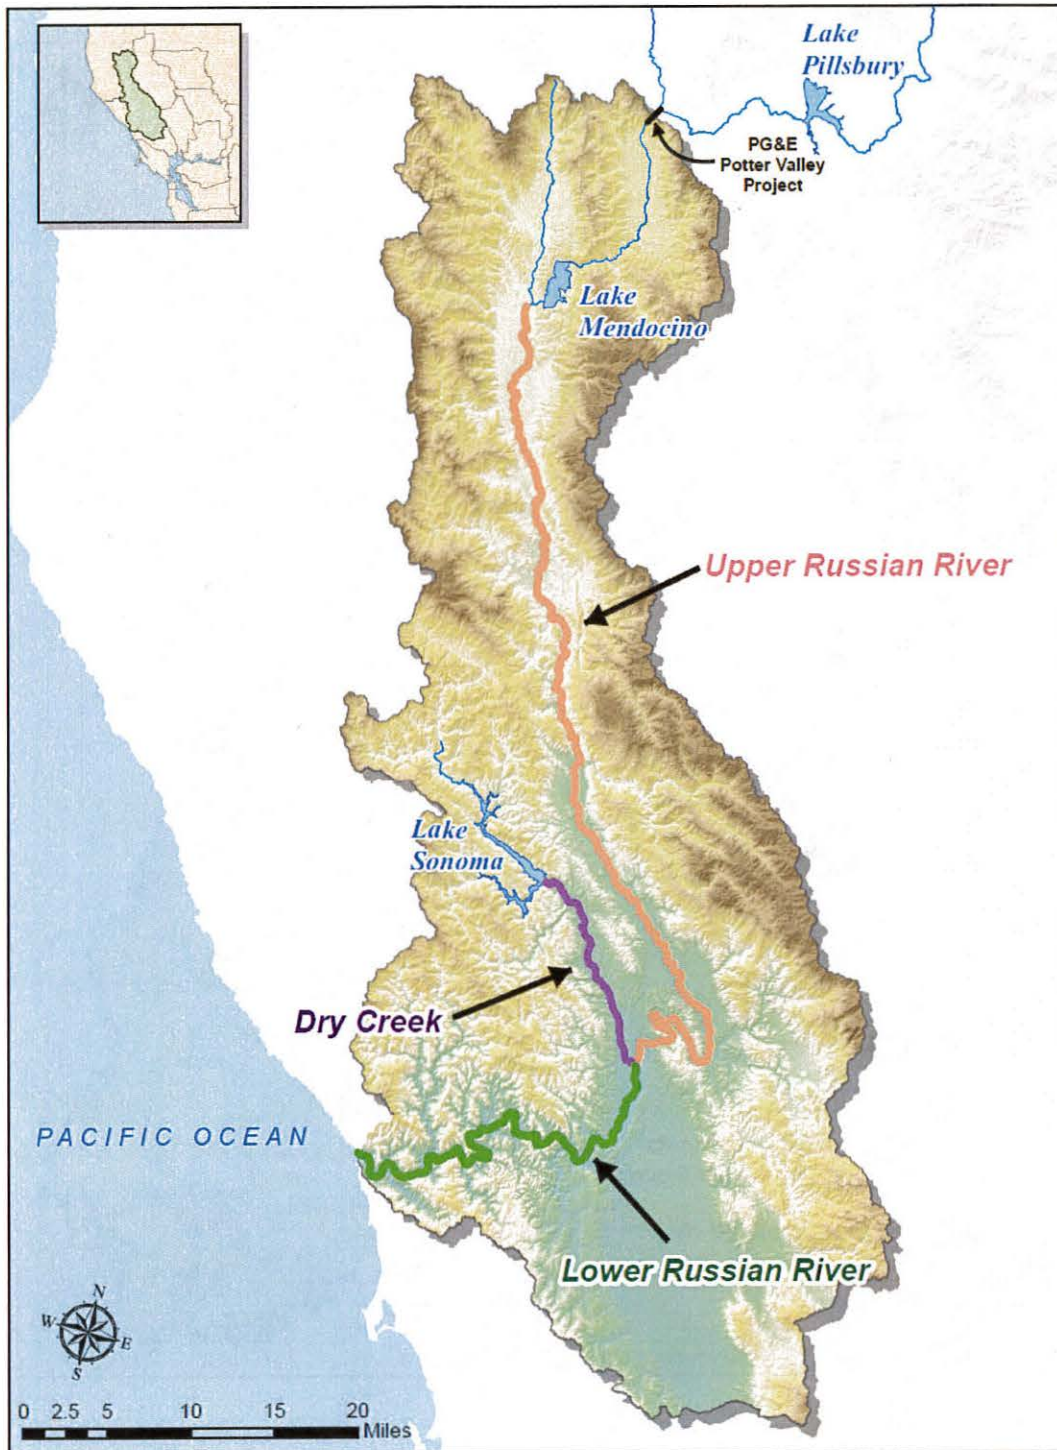 Lake
Pillsbury
PG&E
Potter Valley
Project
Lake
Mendocino
Upper Russian River
Lake
Sonoma
Dry Creek
PACIFIC OCEAN
Lower Russian River
N
W
E
S
0 2.5 5 10 15 20
Miles